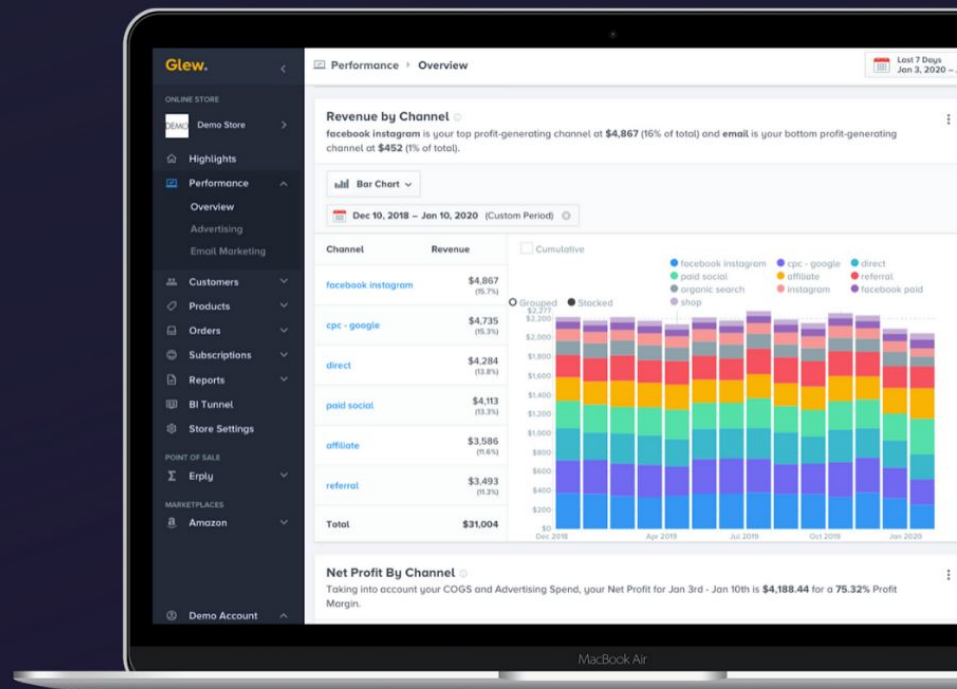 Glew.
ONLINE STORE
DEMO
Demo Store
Highlights
Performance
Overview
Advertising
Email Marketing
Customers
Products
Orders
Subscriptions
Reports
BI Tunnel
Store Settings
POINT OF SALE
Erply
MARKETPLACES
Amazon
Demo Account
Performance Overview
Last 7 Days
Jan 3, 2020 –
Revenue by Channel
facebook instagram is your top profit-generating channel at $4,867 (16% of total) and email is your bottom profit-generating
channel at $452 (1% of total).
Bar Chart
Dec 10, 2018 – Jan 10, 2020 (Custom Period)
Channel Revenue
facebook instagram $4,867
(15.7%)
cpc - google $4,735
(15.3%)
direct $4,284
(13.8%)
paid social $4,113
(13.3%)
affiliate $3,586
(11.6%)
referral $3,493
(11.3%)
Total $31,004
Cumulative
facebook instagram cpc - google direct
paid social affiliate referral
organic search instagram facebook paid
shop
Grouped Stacked
$2,277
$2,200
$2,000
$1,800
$1,600
$1,400
$1,200
$1,000
$800
$600
$400
$200
$0
Dec 2018 Apr 2019 Jul 2019 Oct 2019 Jan 2020
Net Profit By Channel
Taking into account your COGS and Advertising Spend, your Net Profit for Jan 3rd - Jan 10th is $4,188.44 for a 75.32% Profit
Margin.
MacBook Air